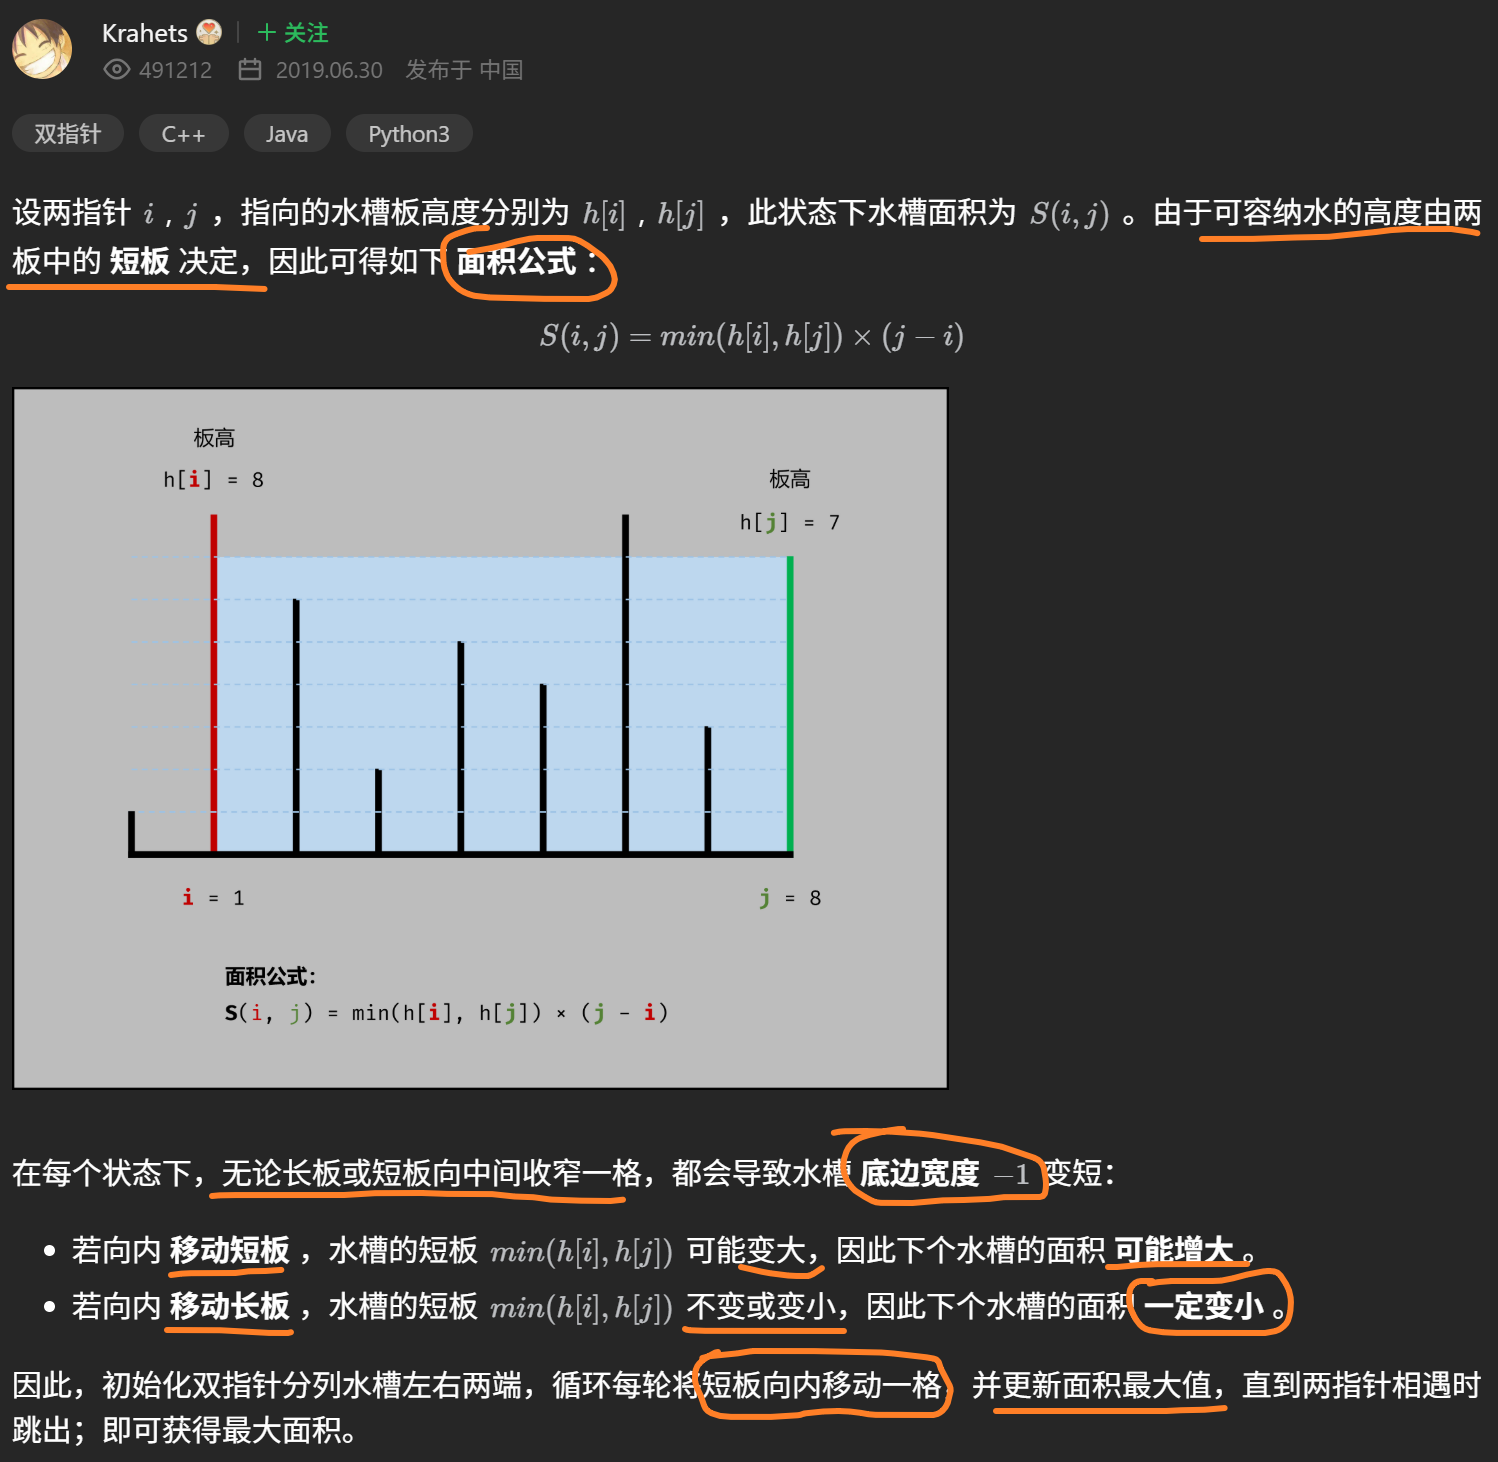 Krahets + 关注
491212 2019.06.30 发布于 中国
双指针 C++ Java Python3
设两指针 i , j ，指向的水槽板高度分别为 h[i] , h[j] ，此状态下水槽面积为 S(i, j) 。由于可容纳水的高度由两
板中的 短板 决定，因此可得如下 面积公式 ：
S(i, j) = min(h[i], h[j]) × (j − i)
板高
h[i] = 8
板高
h[j] = 7
i = 1
j = 8
面积公式：
S(i, j) = min(h[i], h[j]) × (j - i)
在每个状态下，无论长板或短板向中间收窄一格，都会导致水槽 底边宽度 −1 变短：
• 若向内 移动短板 ，水槽的短板 min(h[i], h[j]) 可能变大，因此下个水槽的面积 可能增大 。
• 若向内 移动长板 ，水槽的短板 min(h[i], h[j]) 不变或变小，因此下个水槽的面积 一定变小 。
因此，初始化双指针分列水槽左右两端，循环每轮将短板向内移动一格，并更新面积最大值，直到两指针相遇时
跳出；即可获得最大面积。